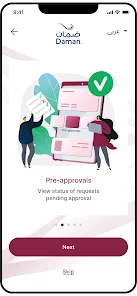 9:41
ضمان
Daman
عربي
Pre-approvals
View status of requests
pending approval
Next
Skip